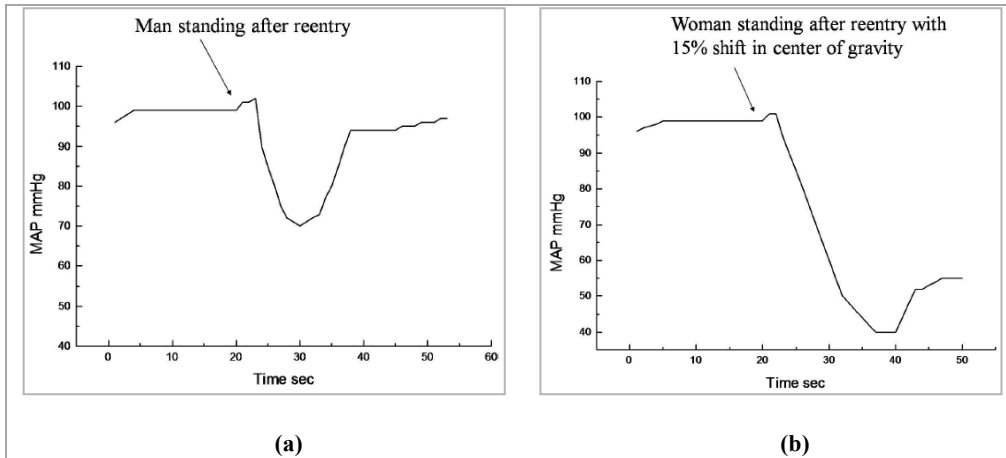 Man standing after reentry
110
100
90
80
70
60
50
40
MAP mmHg
0 10 20 30 40 50 60
Time sec
(a)
Woman standing after reentry with
15% shift in center of gravity
110
100
90
80
70
60
50
40
MAP mmHg
0 10 20 30 40 50
Time sec
(b)